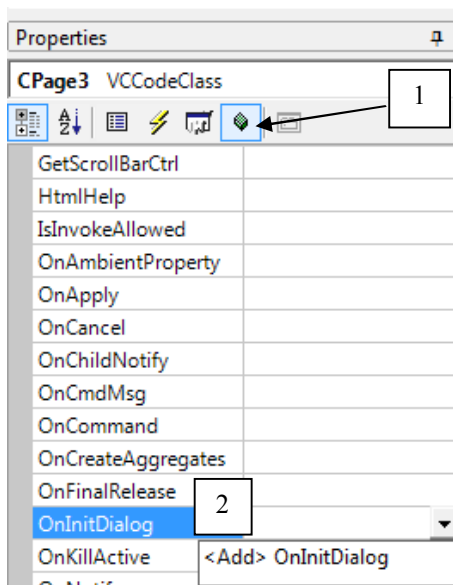 Properties
CPage3 VCCodeClass
1
GetScrollBarCtrl
HtmlHelp
IsInvokeAllowed
OnAmbientProperty
OnApply
OnCancel
OnChildNotify
OnCmdMsg
OnCommand
OnCreateAggregates
OnFinalRelease
2
OnInitDialog
OnKillActive
<Add> OnInitDialog